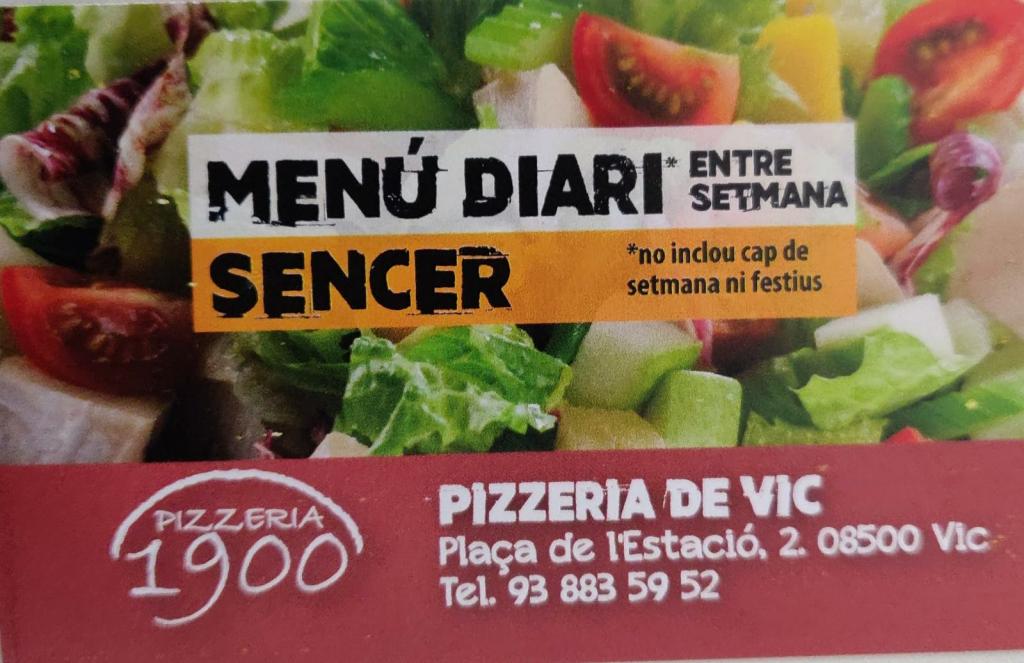 MENÚ DIARI* ENTRE SETMANA
SENCER
*no inclou cap de
setmana ni festius
PIZZERIA
1900
PIZZERIA DE VIC
Plaça de l'Estació, 2. 08500 Vic
Tel. 93 883 59 52